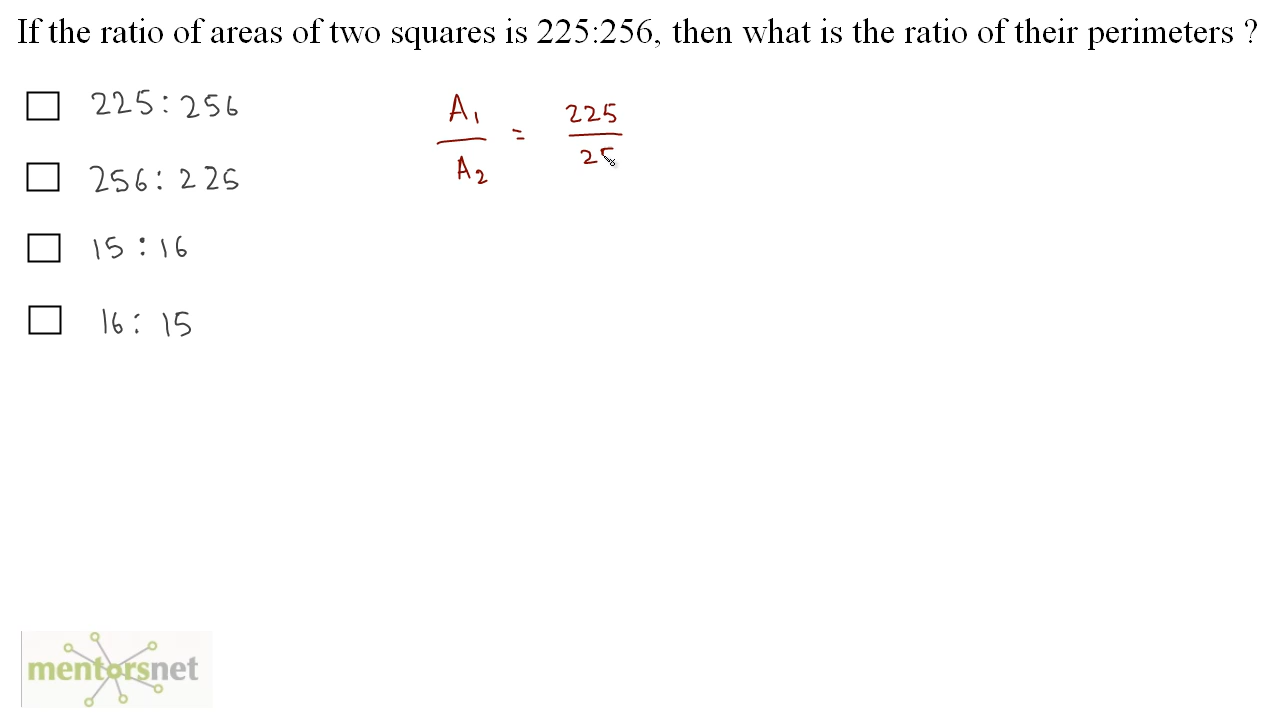 If the ratio of areas of two squares is 225:256, then what is the ratio of their perimeters ?
225:256
256:225
15:16
16:15
A1
A2
=
225
25
mentorsnet